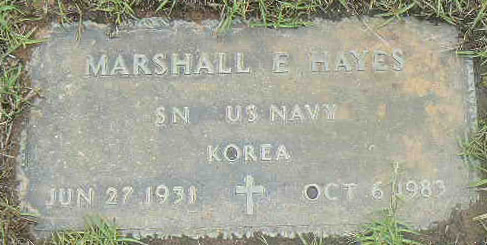 MARSHALL E HAYES
SN US NAVY
KOREA
JUN 27 1931 OCT 6 1983